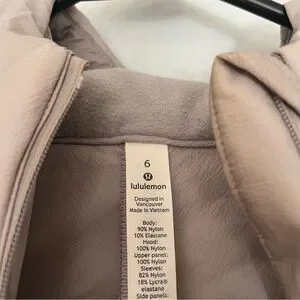 6
lululemon
Designed in
Vancouver
Made in Vietnam
Body:
90% Nylon
10% Elastane
Hood:
100% Nylon
Upper panel:
100% Nylon
Sleeves:
82% Nylon
18% Lycra®
elastane
Side panels: